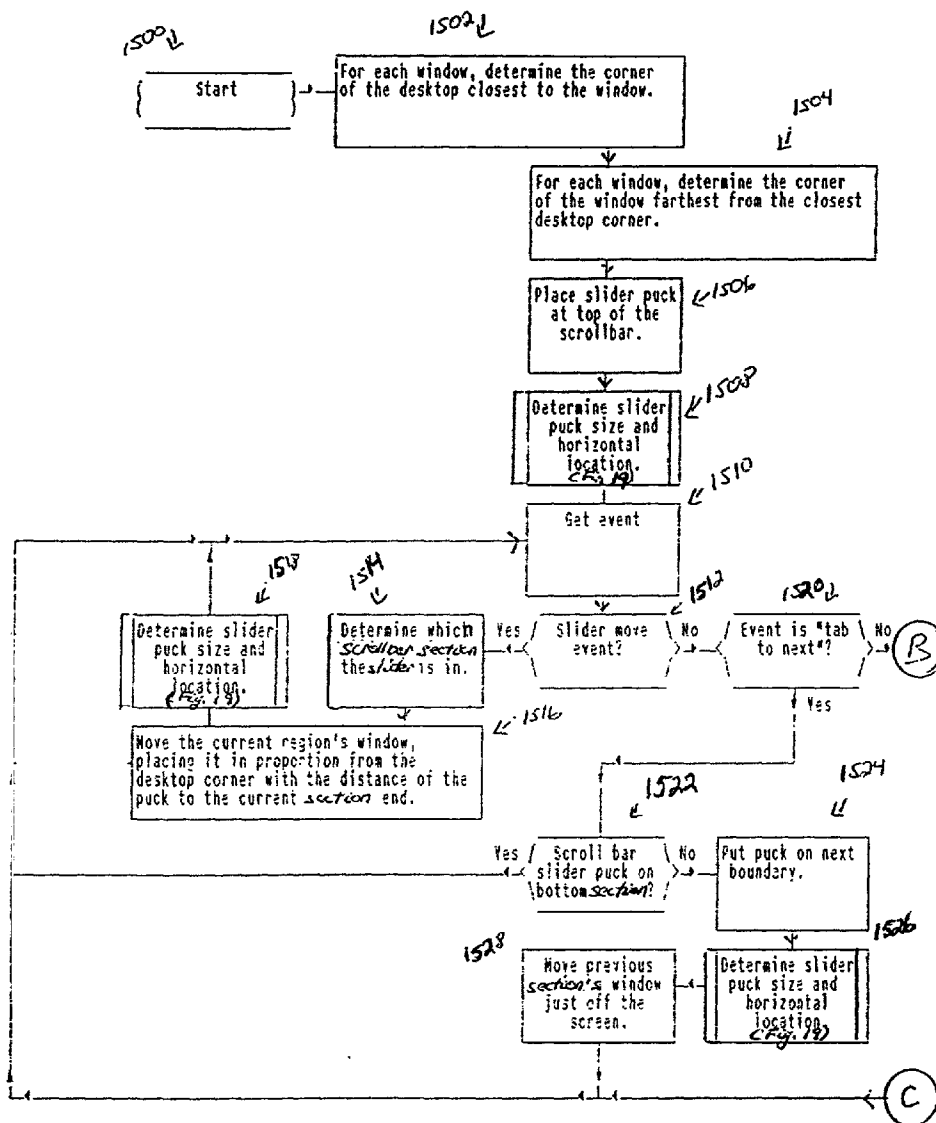 1500
Start
1502
For each window, determine the corner
of the desktop closest to the window.
1504
For each window, determine the corner
of the window farthest from the closest
desktop corner.
1506
Place slider puck
at top of the
scrollbar.
1508
Determine slider
puck size and
horizontal
location.
(Fig. 19)
1510
Get event
1512
Slider move
event?
Yes
No
1514
Determine which
scrollbar section
the slider is in.
1516
Move the current region's window,
placing it in proportion from the
desktop corner with the distance of the
puck to the current section end.
1518
Determine slider
puck size and
horizontal
location.
(Fig. 19)
1520
Event is "tab
to next"?
No
B
Yes
1522
Scroll bar
slider puck on
bottom section?
Yes
No
1524
Put puck on next
boundary.
1526
Determine slider
puck size and
horizontal
location
(Fig. 19)
1528
Move previous
section's window
just off the
screen.
C